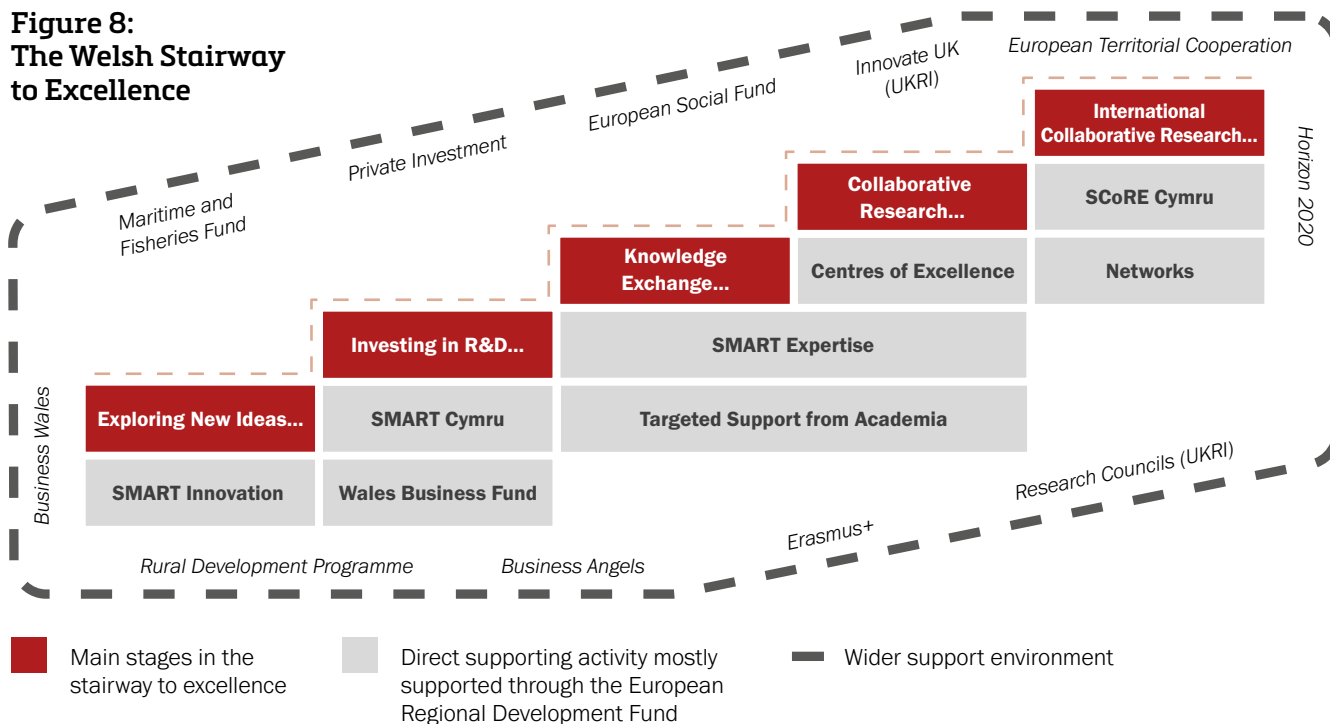 Figure 8:
The Welsh Stairway
to Excellence
European Territorial Cooperation
Innovate UK
(UKRI)
European Social Fund
Private Investment
Maritime and
Fisheries Fund
Horizon 2020
Business Wales
International
Collaborative Research...
Collaborative
Research...
SCoRE Cymru
Knowledge
Exchange...
Centres of Excellence
Networks
Investing in R&D...
SMART Expertise
Exploring New Ideas...
SMART Cymru
Targeted Support from Academia
SMART Innovation
Wales Business Fund
Research Councils (UKRI)
Erasmus+
Rural Development Programme
Business Angels
Main stages in the
stairway to excellence
Direct supporting activity mostly
supported through the European
Regional Development Fund
Wider support environment